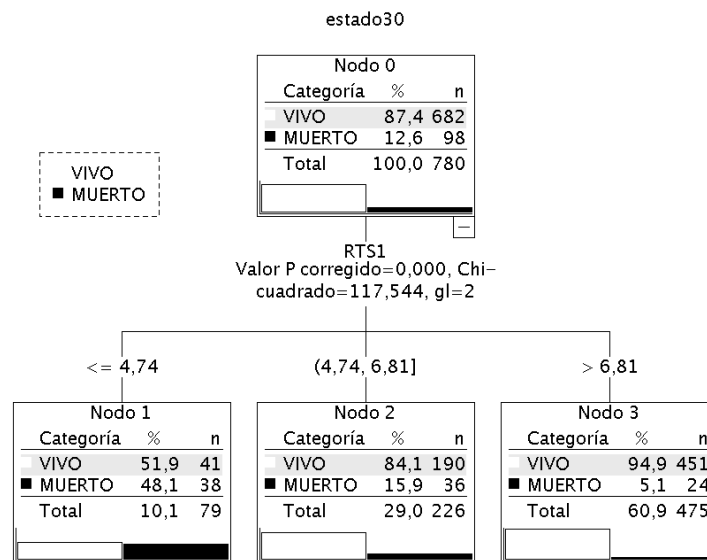 estado30
Nodo 0
Categoría % n
VIVO 87,4 682
MUERTO 12,6 98
Total 100,0 780
VIVO
MUERTO
RTS1
Valor P corregido=0,000, Chi-
cuadrado=117,544, gl=2
<= 4,74
(4,74, 6,81]
> 6,81
Nodo 1
Categoría % n
VIVO 51,9 41
MUERTO 48,1 38
Total 10,1 79
Nodo 2
Categoría % n
VIVO 84,1 190
MUERTO 15,9 36
Total 29,0 226
Nodo 3
Categoría % n
VIVO 94,9 451
MUERTO 5,1 24
Total 60,9 475